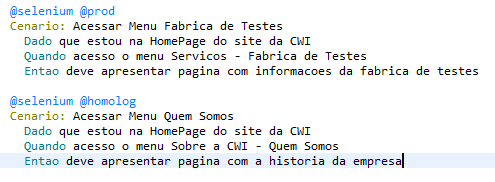 @selenium @prod
Cenario: Acessar Menu Fabrica de Testes
Dado que estou na HomePage do site da CWI
Quando acesso o menu Servicos - Fabrica de Testes
Entao deve apresentar pagina com informacoes da fabrica de testes
@selenium @homolog
Cenario: Acessar Menu Quem Somos
Dado que estou na HomePage do site da CWI
Quando acesso o menu Sobre a CWI - Quem Somos
Entao deve apresentar pagina com a historia da empresa